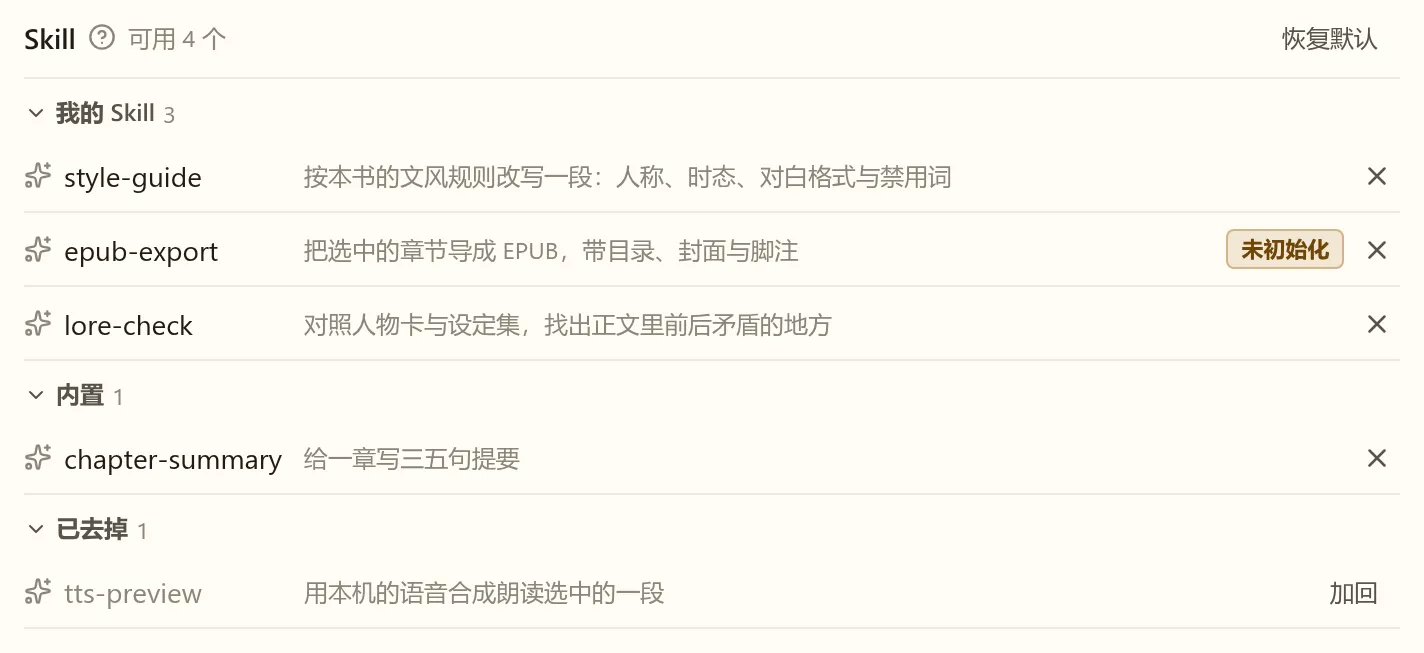 Skill ? 可用 4 个 恢复默认
我的 Skill 3
style-guide 按本书的文风规则改写一段：人称、时态、对白格式与禁用词
epub-export 把选中的章节导成 EPUB，带目录、封面与脚注 未初始化
lore-check 对照人物卡与设定集，找出正文里前后矛盾的地方
内置 1
chapter-summary 给一章写三五句提要
已去掉 1
tts-preview 用本机的语音合成朗读选中的一段 加回